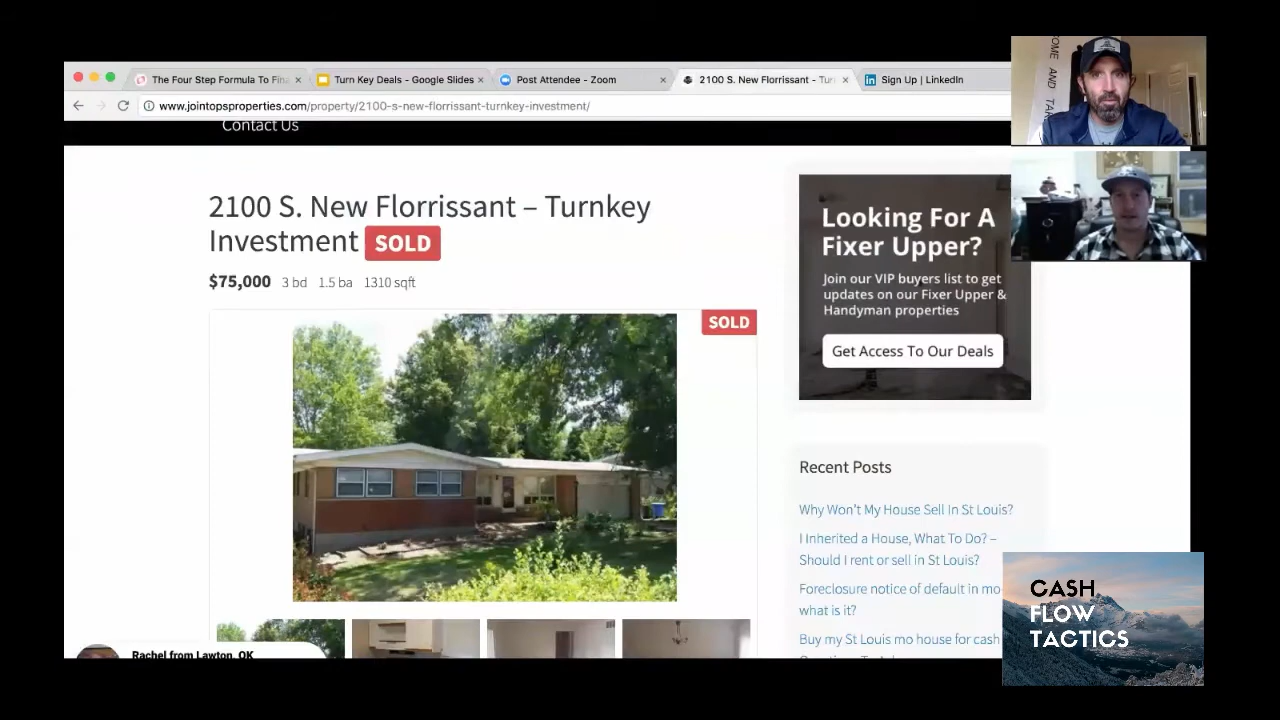 The Four Step Formula To Fina
Turn Key Deals - Google Slides
Post Attendee - Zoom
2100 S. New Florrissant - Tur
Sign Up | LinkedIn
www.jointopsproperties.com/property/2100-s-new-florrissant-turnkey-investment/
Contact Us
2100 S. New Florrissant – Turnkey
Investment SOLD
$75,000 3 bd 1.5 ba 1310 sqft
SOLD
Looking For A
Fixer Upper?
Join our VIP buyers list to get
updates on our Fixer Upper &
Handyman properties
Get Access To Our Deals
Recent Posts
Why Won't My House Sell In St Louis?
I Inherited a House, What To Do? –
Should I rent or sell in St Louis?
Foreclosure notice of default in mo
what is it?
Buy my St Louis mo house for cash
Rachel from Lawton, OK
OME AND TAK
CASH
FLOW
TACTICS